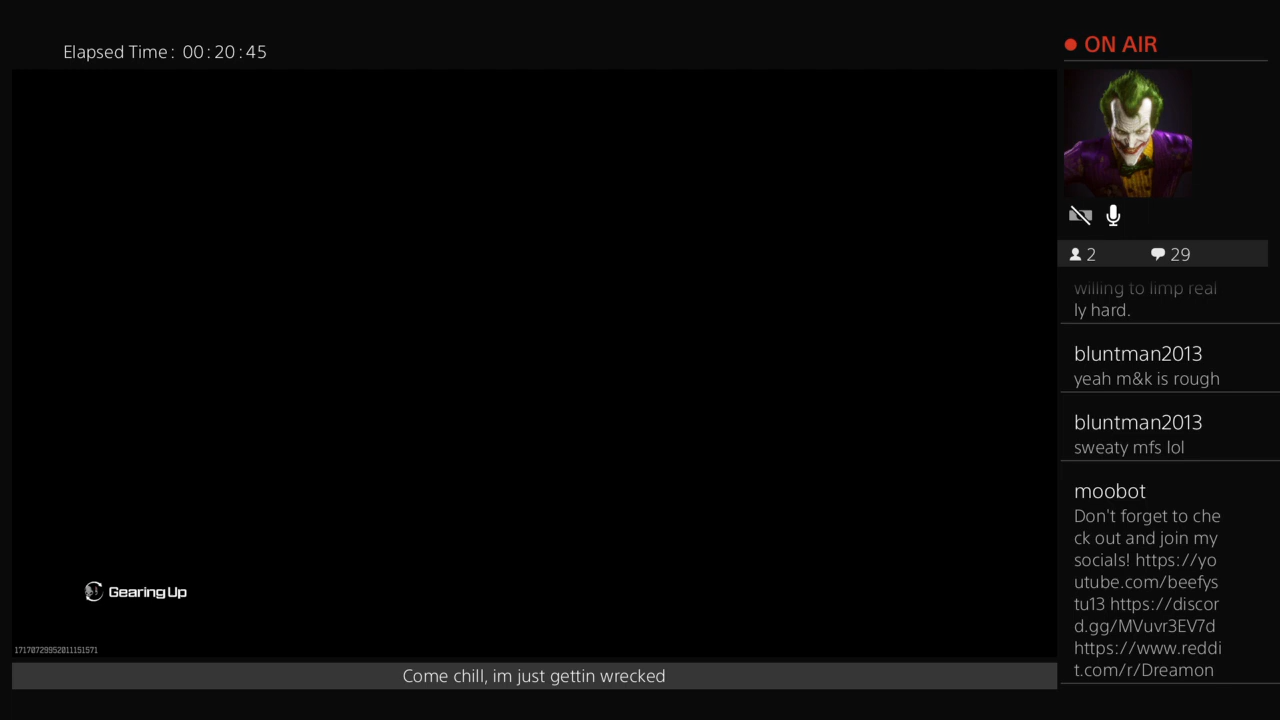 Elapsed Time: 00:20:45
ON AIR
2 29
willing to limp real
ly hard.
bluntman2013
yeah m&k is rough
bluntman2013
sweaty mfs lol
moobot
Don't forget to che
ck out and join my
socials! https://yo
utube.com/beefys
tu13 https://discor
d.gg/MVuvr3EV7d
https://www.reddi
t.com/r/Dreamon
Gearing Up
17170729952011151571
Come chill, im just gettin wrecked